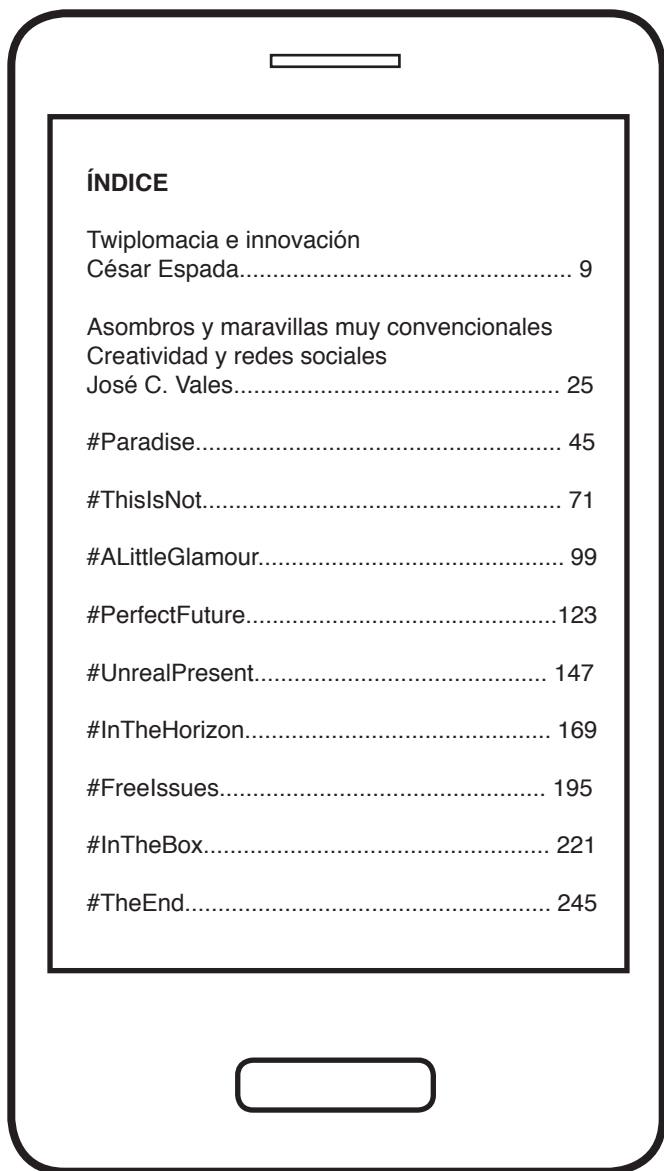 ÍNDICE
Twiplomacia e innovación
César Espada.................................................. 9
Asombros y maravillas muy convencionales
Creatividad y redes sociales
José C. Vales................................................. 25
#Paradise....................................................... 45
#ThisIsNot...................................................... 71
#ALittleGlamour.............................................. 99
#PerfectFuture...............................................123
#UnrealPresent............................................ 147
#InTheHorizon.............................................. 169
#FreeIssues................................................. 195
#InTheBox.................................................... 221
#TheEnd....................................................... 245